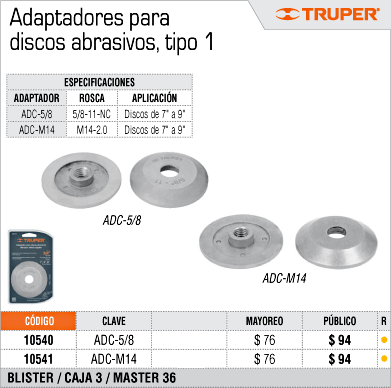 Adaptadores para
discos abrasivos, tipo 1
TRUPER®
ESPECIFICACIONES
ADAPTADOR ROSCA APLICACIÓN
ADC-5/8 5/8-11-NC Discos de 7" a 9"
ADC-M14 M14-2.0 Discos de 7" a 9"
TRUPER
ADC-5/8
TRUPER
ADC-M14
CÓDIGO CLAVE MAYOREO PÚBLICO R
10540 ADC-5/8 $ 76 $ 94
10541 ADC-M14 $ 76 $ 94
BLISTER / CAJA 3 / MASTER 36